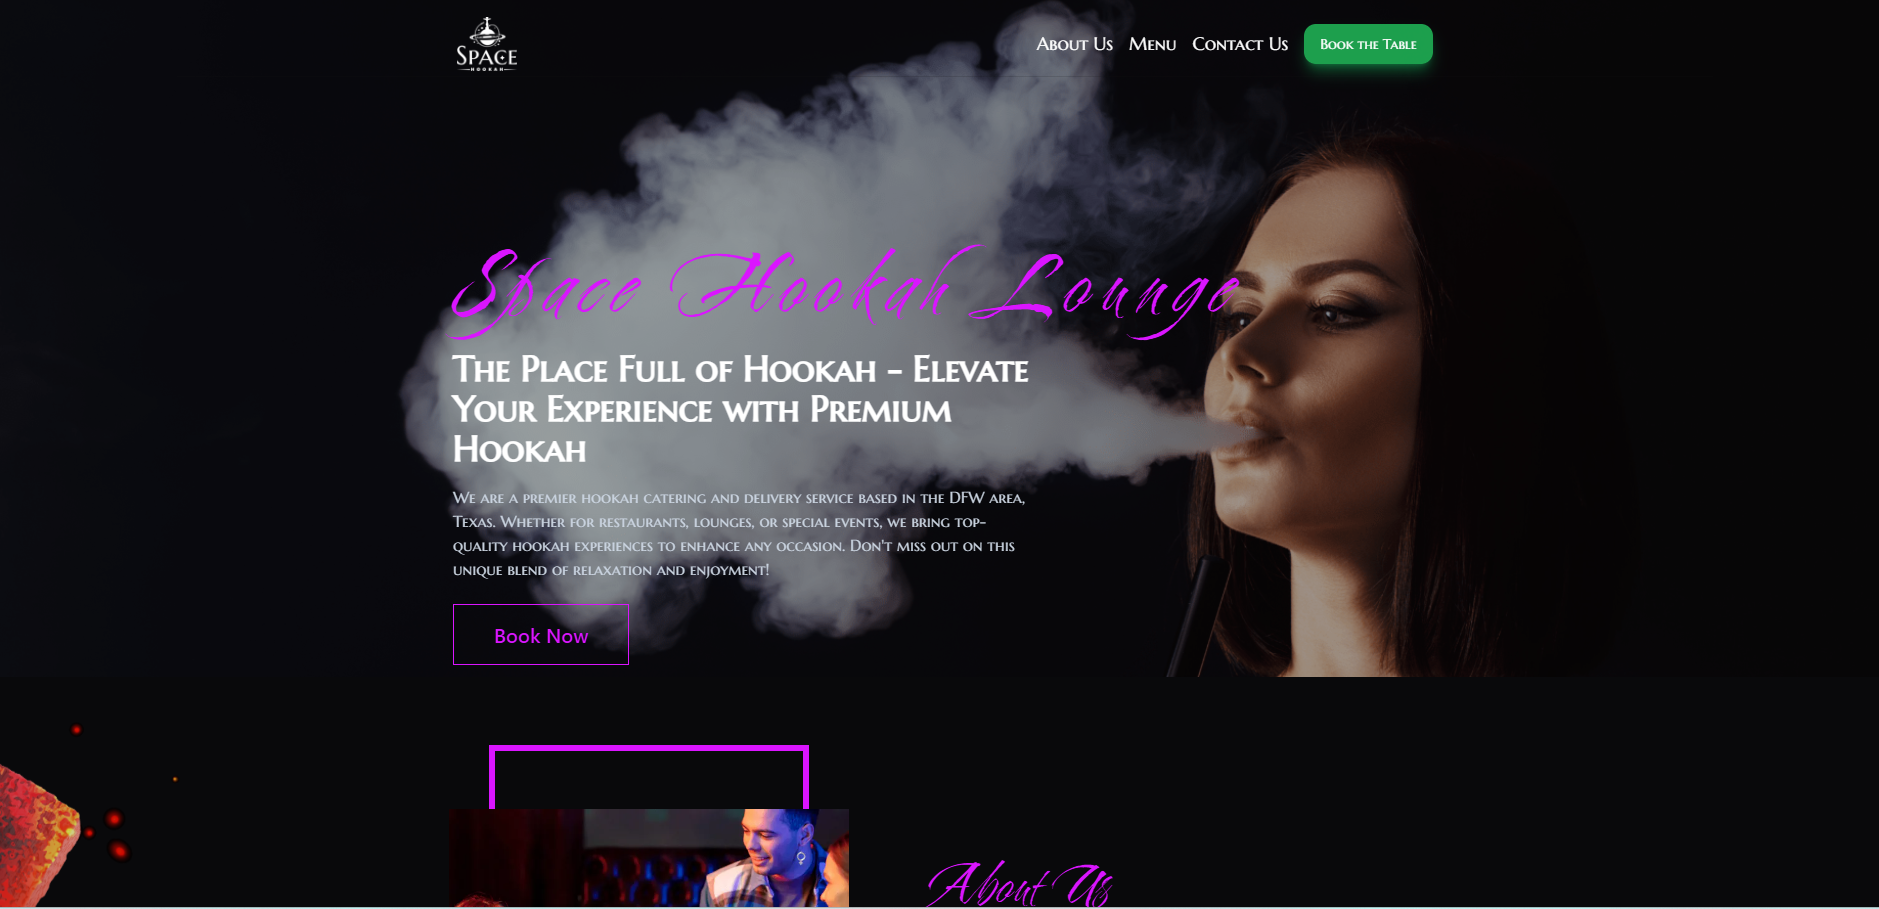 SPACE
HOOKAH
About Us Menu Contact Us Book the Table
Space Hookah Lounge
The Place Full of Hookah - Elevate
Your Experience with Premium
Hookah
We are a premier hookah catering and delivery service based in the DFW area,
Texas. Whether for restaurants, lounges, or special events, we bring top-
quality hookah experiences to enhance any occasion. Don't miss out on this
unique blend of relaxation and enjoyment!
Book Now
About Us